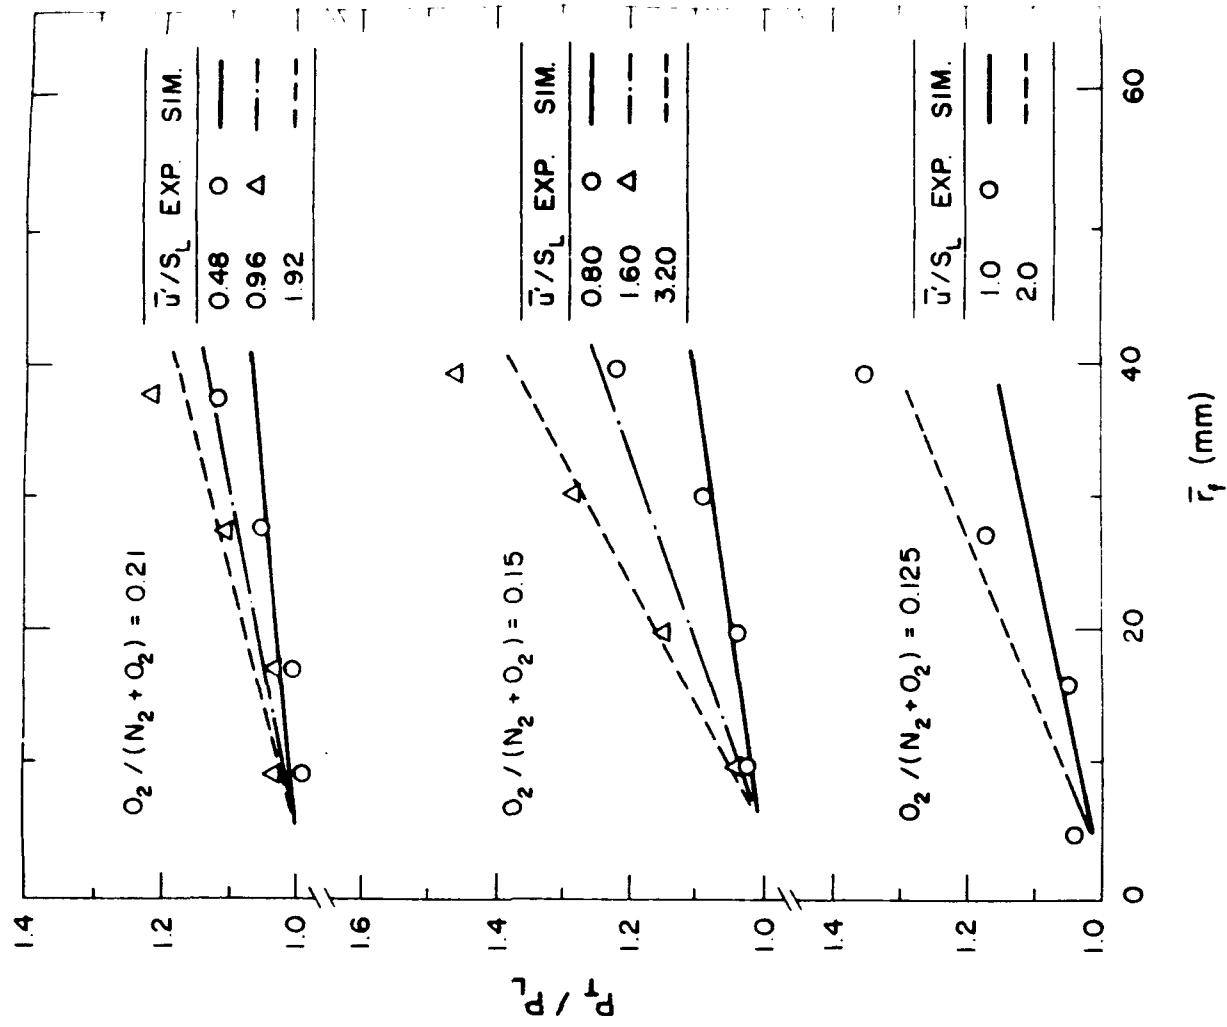 1.4
1.2
1.1
1.0
O₂ / (N₂ + O₂) = 0.21
ū'/S_L EXP. SIM.
0.48
0.96
1.92
1.4
1.2
1.0
O₂ / (N₂ + O₂) = 0.15
ū'/S_L EXP. SIM.
0.80
1.60
3.20
P_T / P_L
1.4
1.2
1.0
O₂ / (N₂ + O₂) = 0.125
ū'/S_L EXP. SIM.
1.0
2.0
0 20 40 60
r̄_f (mm)